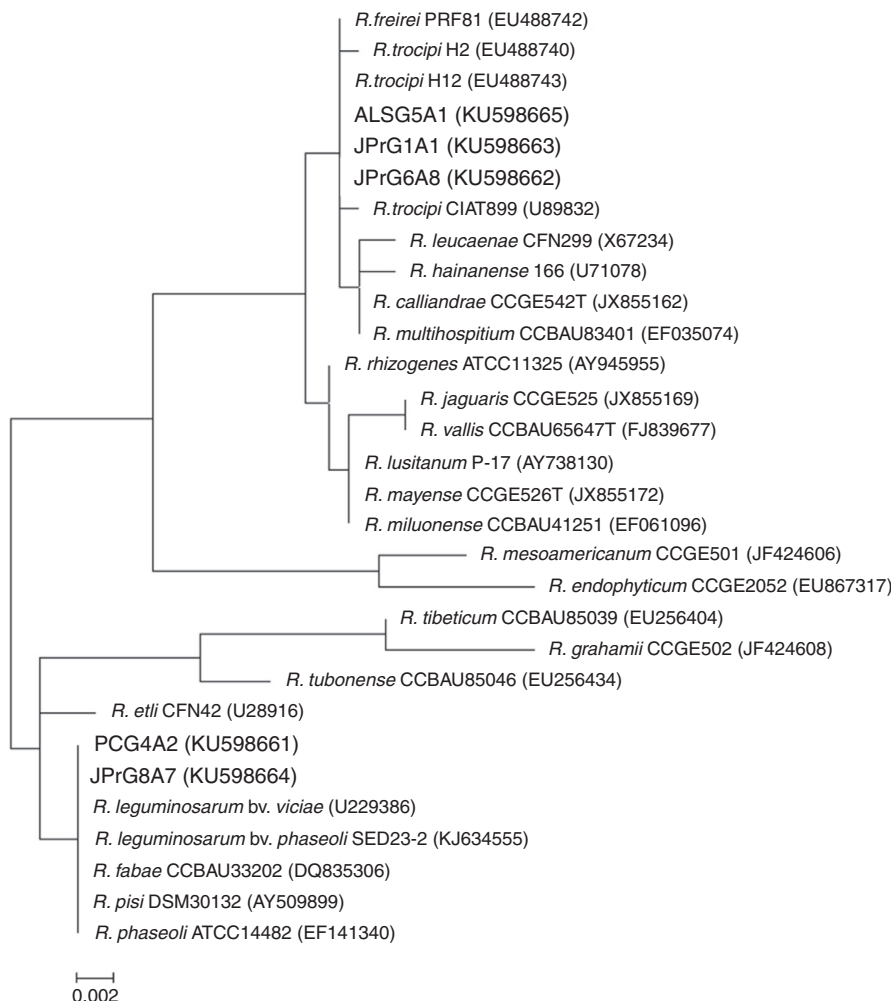 R.freirei PRF81 (EU488742)
R.trocipi H2 (EU488740)
R.trocipi H12 (EU488743)
ALSG5A1 (KU598665)
JPrG1A1 (KU598663)
JPrG6A8 (KU598662)
R.trocipi CIAT899 (U89832)
R. leucaenae CFN299 (X67234)
R. hainanense 166 (U71078)
R. calliandrae CCGE542T (JX855162)
R. multihospitium CCBAU83401 (EF035074)
R. rhizogenes ATCC11325 (AY945955)
R. jaguaris CCGE525 (JX855169)
R. vallis CCBAU65647T (FJ839677)
R. lusitanum P-17 (AY738130)
R. mayense CCGE526T (JX855172)
R. miluonense CCBAU41251 (EF061096)
R. mesoamericanum CCGE501 (JF424606)
R. endophyticum CCGE2052 (EU867317)
R. tibeticum CCBAU85039 (EU256404)
R. grahamii CCGE502 (JF424608)
R. tubonense CCBAU85046 (EU256434)
R. etli CFN42 (U28916)
PCG4A2 (KU598661)
JPrG8A7 (KU598664)
R. leguminosarum bv. viciae (U229386)
R. leguminosarum bv. phaseoli SED23-2 (KJ634555)
R. fabae CCBAU33202 (DQ835306)
R. pisi DSM30132 (AY509899)
R. phaseoli ATCC14482 (EF141340)
0.002